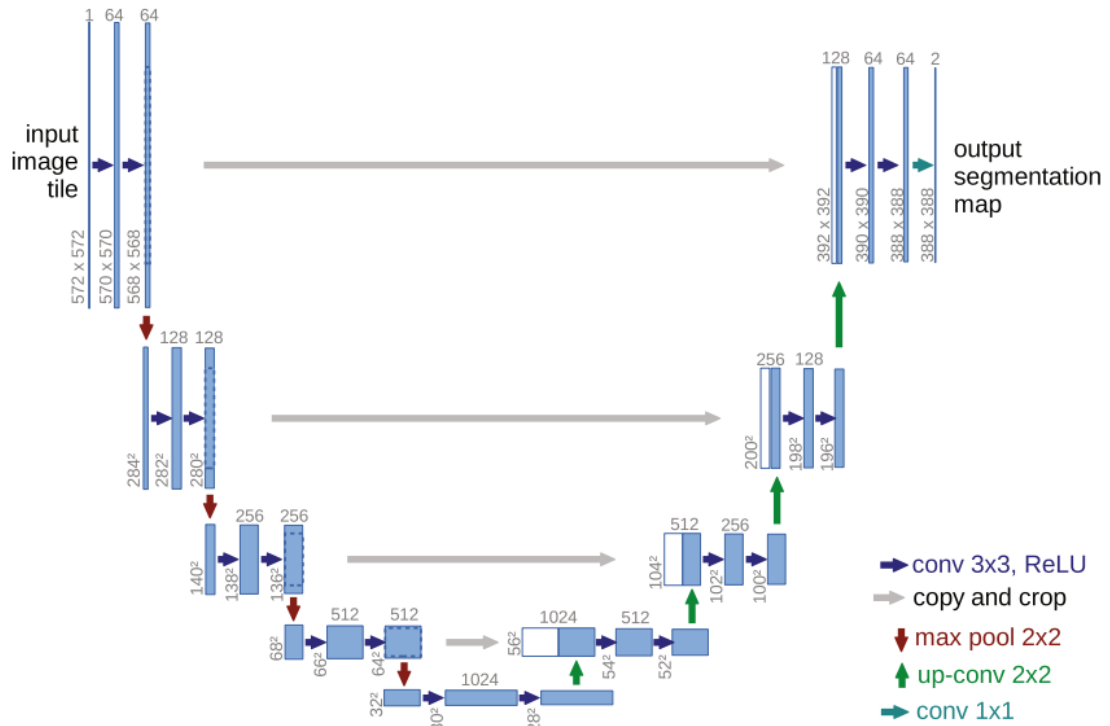 1 64 64
input
image
tile
572 x 572
570 x 570
568 x 568
128 64 64 2
output
segmentation
map
392 x 392
390 x 390
388 x 388
388 x 388
128 128
284²
282²
280²
256 128
200²
198²
196²
256 256
140²
138²
136²
512 256
104²
102²
100²
512 512
68²
66²
64²
1024 512
56²
54²
52²
1024
32²
30²
28²
conv 3x3, ReLU
copy and crop
max pool 2x2
up-conv 2x2
conv 1x1